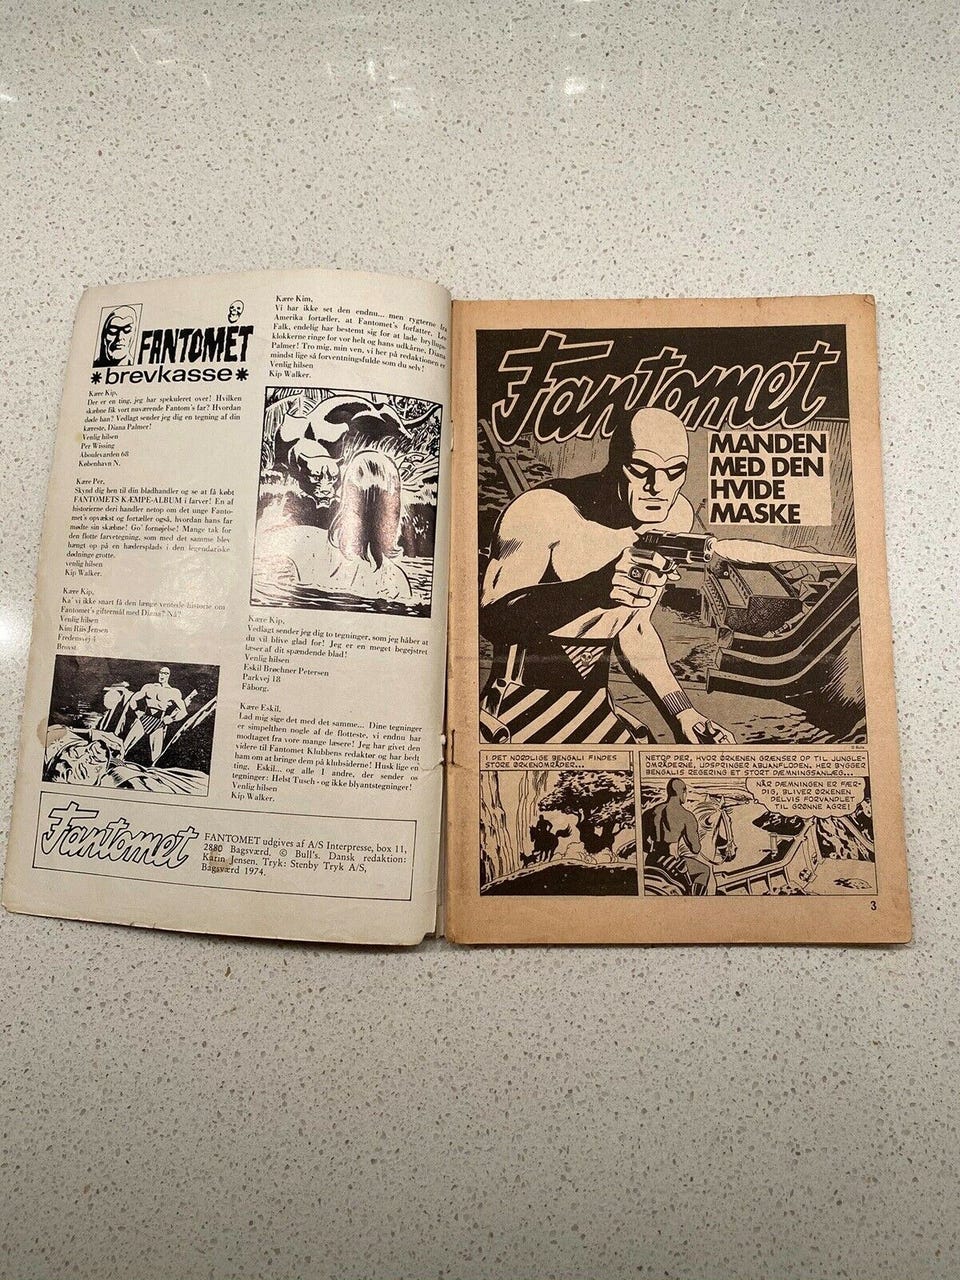 FANTOMET
*brevkasse*
Kære Kip,
Der er en ting, jeg har spekuleret over! Hvilken
skæbne fik vort nuværende Fantom's far? Hvordan
døde han? Vedlagt sender jeg dig en tegning af din
kæreste, Diana Palmer!
Venlig hilsen
Per Wissing
Åboulevarden 68
København N.
Kære Per,
Skynd dig hen til din bladhandler og se at få købt
FANTOMETS KÆMPE-ALBUM i farver! En af
historierne deri handler netop om det unge Fanto-
met's opvækst og fortæller også, hvordan hans far
mødte sin skæbne! Go' fornøjelse! Mange tak for
den flotte farvetegning, som med det samme blev
hængt op på en hædersplads i den legendariske
dødninge grotte.
venlig hilsen
Kip Walker.
Kære Kip,
Ka' vi ikke snart få den længe ventede historie om
Fantomet's giftermål med Diana? Nå?
Venlig hilsen
Kim Riis Jensen
Fredensvej 4
Brovst
Kære Kim,
Vi har ikke set den endnu... men rygterne fra
Amerika fortæller, at Fantomet's forfatter, Lee
Falk, endelig har bestemt sig for at lade bryllups-
klokkerne ringe for vor helt og hans udkårne, Diana
Palmer! Tro mig, min ven, vi her på redaktionen er
mindst lige så forventningsfulde som du selv!
Venlig hilsen
Kip Walker.
Kære Kip,
Vedlagt sender jeg dig to tegninger, som jeg håber at
du vil blive glad for! Jeg er en meget begejstret
læser af dit spændende blad!
Venlig hilsen
Eskil Brøchner Petersen
Parkvej 18
Fåborg.
Kære Eskil,
Lad mig sige det med det samme... Dine tegninger
er simpelthen nogle af de flotteste, vi endnu har
modtaget fra vore mange læsere! Jeg har givet den
videre til Fantomet Klubbens redaktør og har bedt
ham om at bringe dem på klubsiderne! Husk lige en
ting, Eskil... og alle I andre, der sender os
tegninger: Helst Tusch - og ikke blyantstegninger!
Venlig hilsen
Kip Walker.
Fantomet
FANTOMET udgives af A/S Interpresse, box 11,
2880 Bagsværd. © Bull's. Dansk redaktion:
Karin Jensen. Tryk: Stenby Tryk A/S,
Bagsværd 1974.
Fantomet
MANDEN
MED DEN
HVIDE
MASKE
© Bulls
I DET NORDLIGE BENGALI FINDES
STORE ØRKENOMRÅDER...
NETOP DER, HVOR ØRKENEN GRÆNSER OP TIL JUNGLE-
OMRÅDERNE, UDSPRINGER ABIANFLODEN. HER BYGGER
BENGALIS REGERING ET STORT DÆMNINGSANLÆG...
NÅR DÆMNINGEN ER FÆR-
DIG, BLIVER ØRKENEN
DELVIS FORVANDLET
TIL GRØNNE AGRE!
3